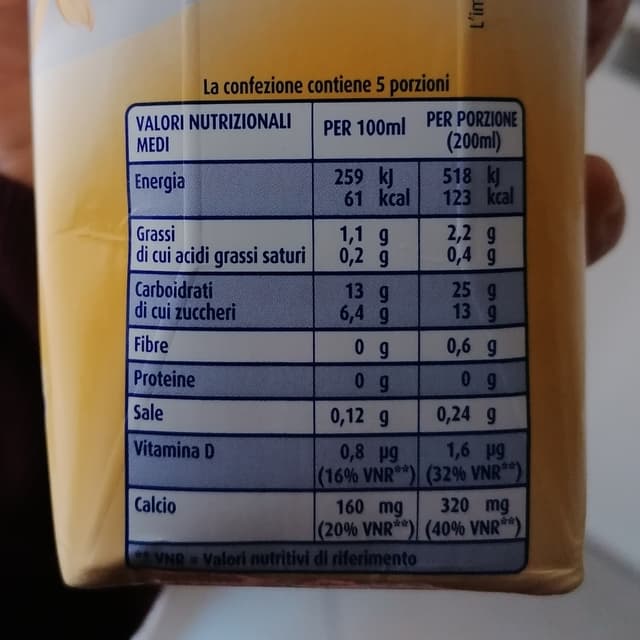 L'im
La confezione contiene 5 porzioni
VALORI NUTRIZIONALI MEDI PER 100ml PER PORZIONE (200ml)
Energia 259 kJ 518 kJ
61 kcal 123 kcal
Grassi 1,1 g 2,2 g
di cui acidi grassi saturi 0,2 g 0,4 g
Carboidrati 13 g 25 g
di cui zuccheri 6,4 g 13 g
Fibre 0 g 0,6 g
Proteine 0 g 0 g
Sale 0,12 g 0,24 g
Vitamina D 0,8 µg 1,6 µg
(16% VNR**) (32% VNR**)
Calcio 160 mg 320 mg
(20% VNR**) (40% VNR**)
** VNR = Valori nutritivi di riferimento